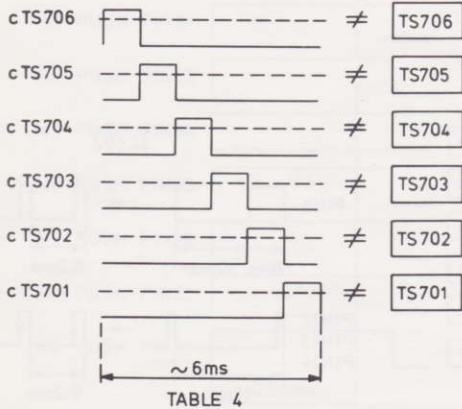 c TS706 ≠ TS706
c TS705 ≠ TS705
c TS704 ≠ TS704
c TS703 ≠ TS703
c TS702 ≠ TS702
c TS701 ≠ TS701
~6ms
TABLE 4